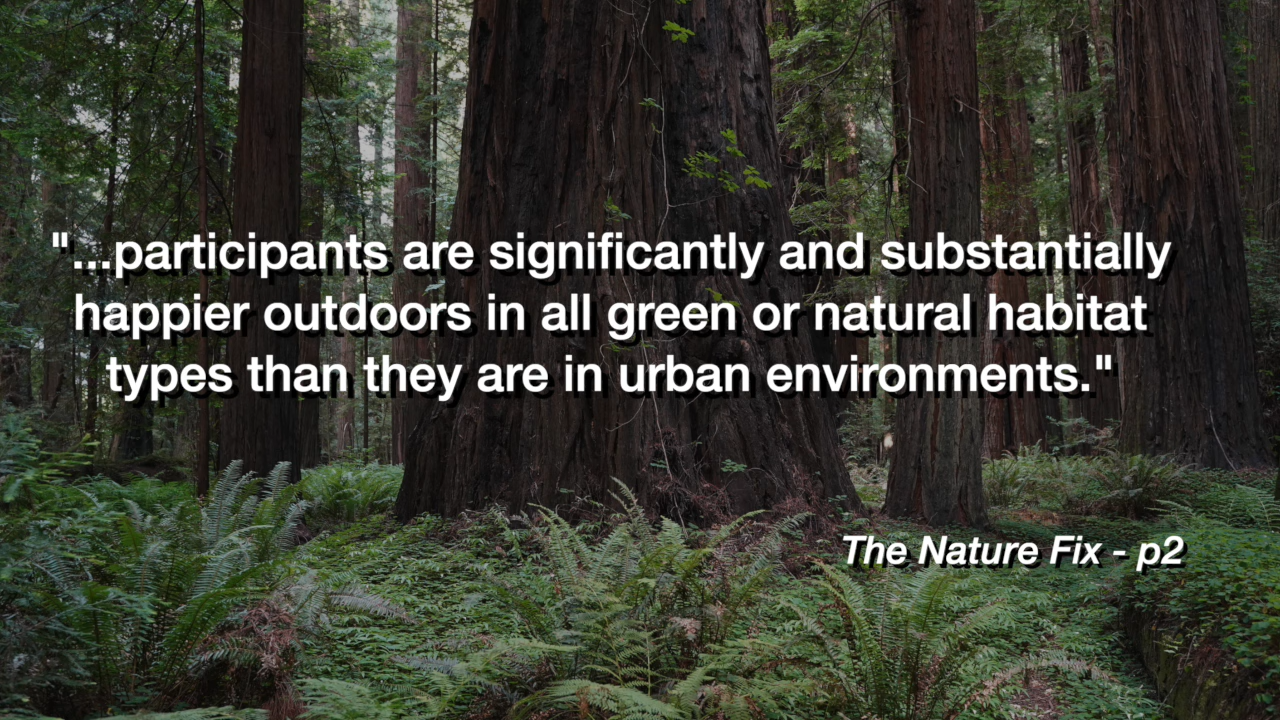 "...participants are significantly and substantially
happier outdoors in all green or natural habitat
types than they are in urban environments."
The Nature Fix - p2